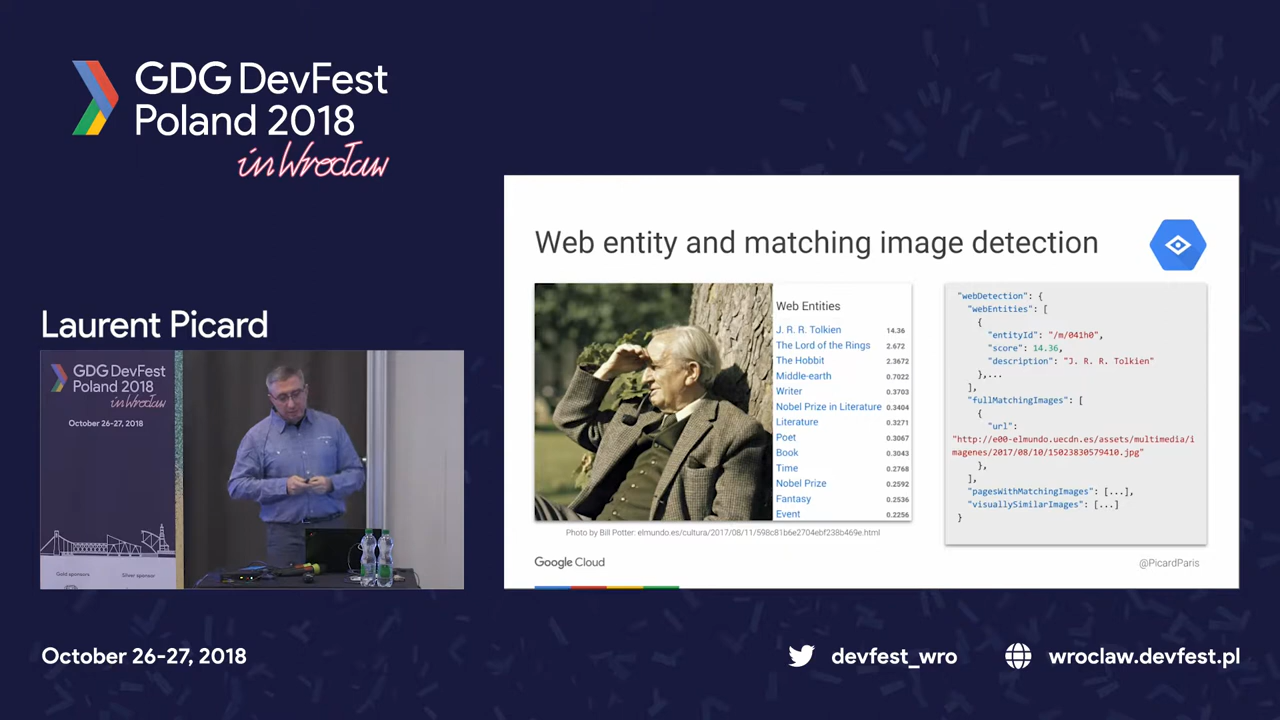 GDG DevFest
Poland 2018
in Wrocław
Laurent Picard
GDG DevFest
Poland 2018
in Wrocław
October 26-27, 2018
Gold sponsors
Silver sponsor
Web entity and matching image detection
Web Entities
J. R. R. Tolkien 14.36
The Lord of the Rings 2.672
The Hobbit 2.3672
Middle-earth 0.7022
Writer 0.3703
Nobel Prize in Literature 0.3404
Literature 0.3271
Poet 0.3067
Book 0.3043
Time 0.2768
Nobel Prize 0.2592
Fantasy 0.2536
Event 0.2256
Photo by Bill Potter: elmundo.es/cultura/2017/08/11/598c81b6e2704ebf238b469e.html
"webDetection": {
"webEntities": [
{
"entityId": "/m/041h0",
"score": 14.36,
"description": "J. R. R. Tolkien"
},...
],
"fullMatchingImages": [
{
"url":
"http://e00-elmundo.uecdn.es/assets/multimedia/i
magenes/2017/08/10/15023830579410.jpg"
},
],
"pagesWithMatchingImages": [...],
"visuallySimilarImages": [...]
}
Google Cloud
@PicardParis
October 26-27, 2018
devfest_wro
wroclaw.devfest.pl